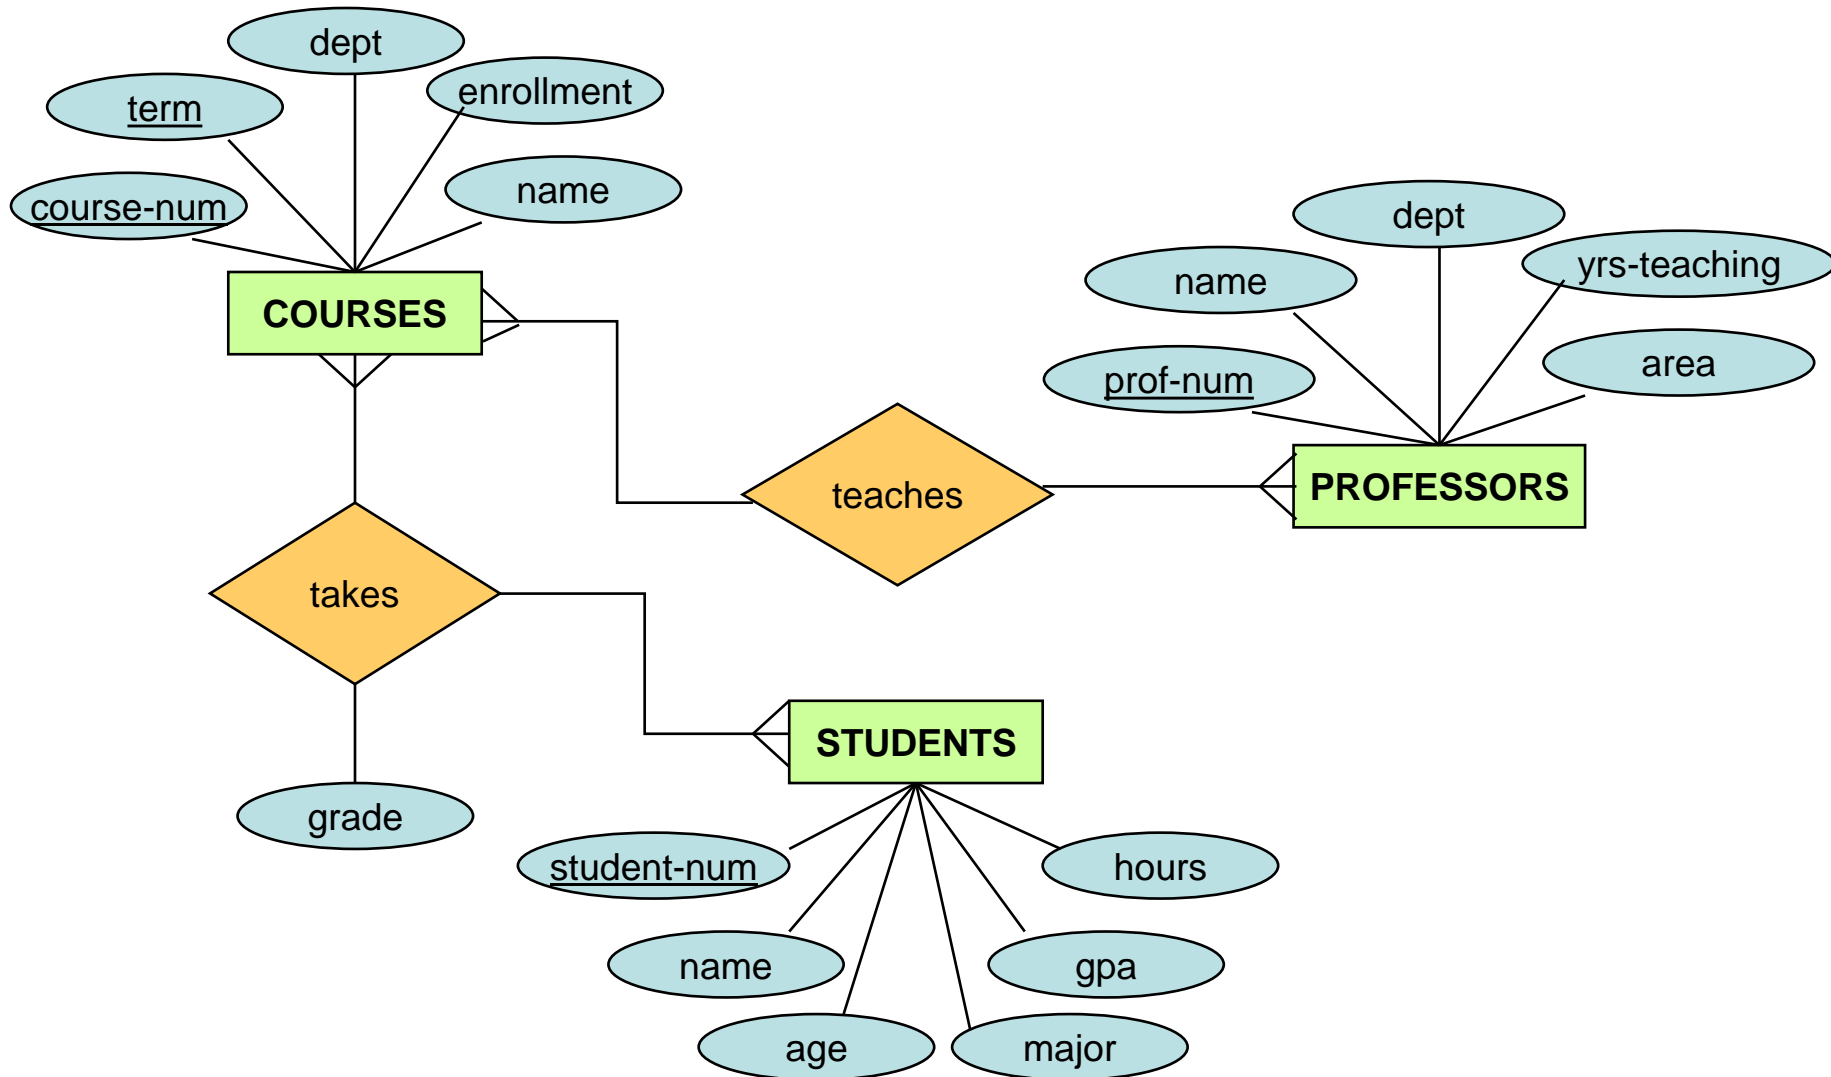 dept
enrollment
term
name
course-num
COURSES
dept
yrs-teaching
name
area
prof-num
PROFESSORS
teaches
takes
STUDENTS
grade
student-num
hours
name
gpa
age
major